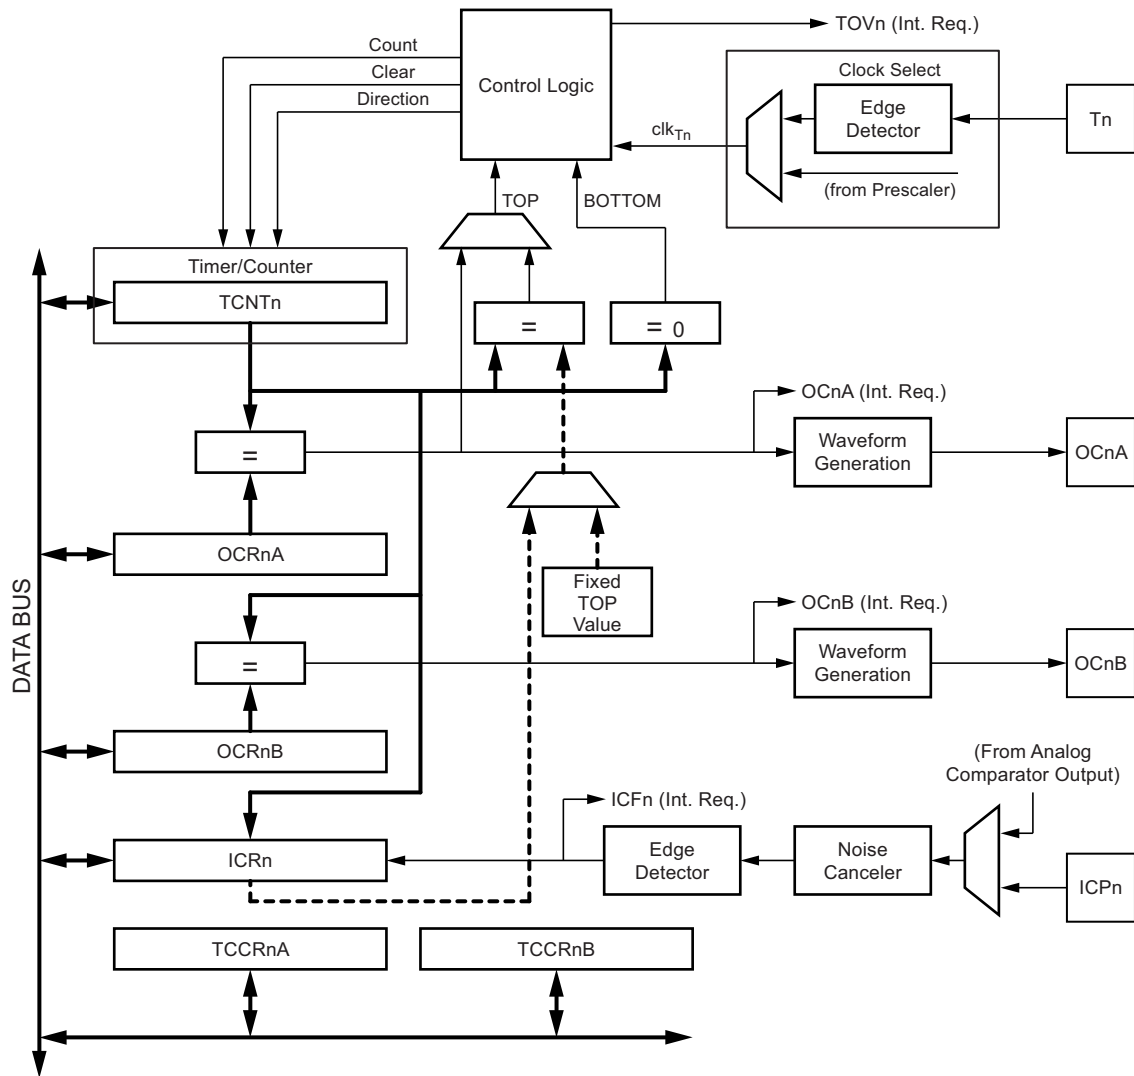 TOVn (Int. Req.)
Count
Clear
Direction
Control Logic
Clock Select
Edge
Detector
Tn
clkTn
(from Prescaler)
TOP
BOTTOM
Timer/Counter
TCNTn
=
= 0
OCnA (Int. Req.)
=
Waveform
Generation
OCnA
OCRnA
Fixed
TOP
Value
DATA BUS
OCnB (Int. Req.)
=
Waveform
Generation
OCnB
OCRnB
(From Analog
Comparator Output)
ICFn (Int. Req.)
ICRn
Edge
Detector
Noise
Canceler
ICPn
TCCRnA
TCCRnB